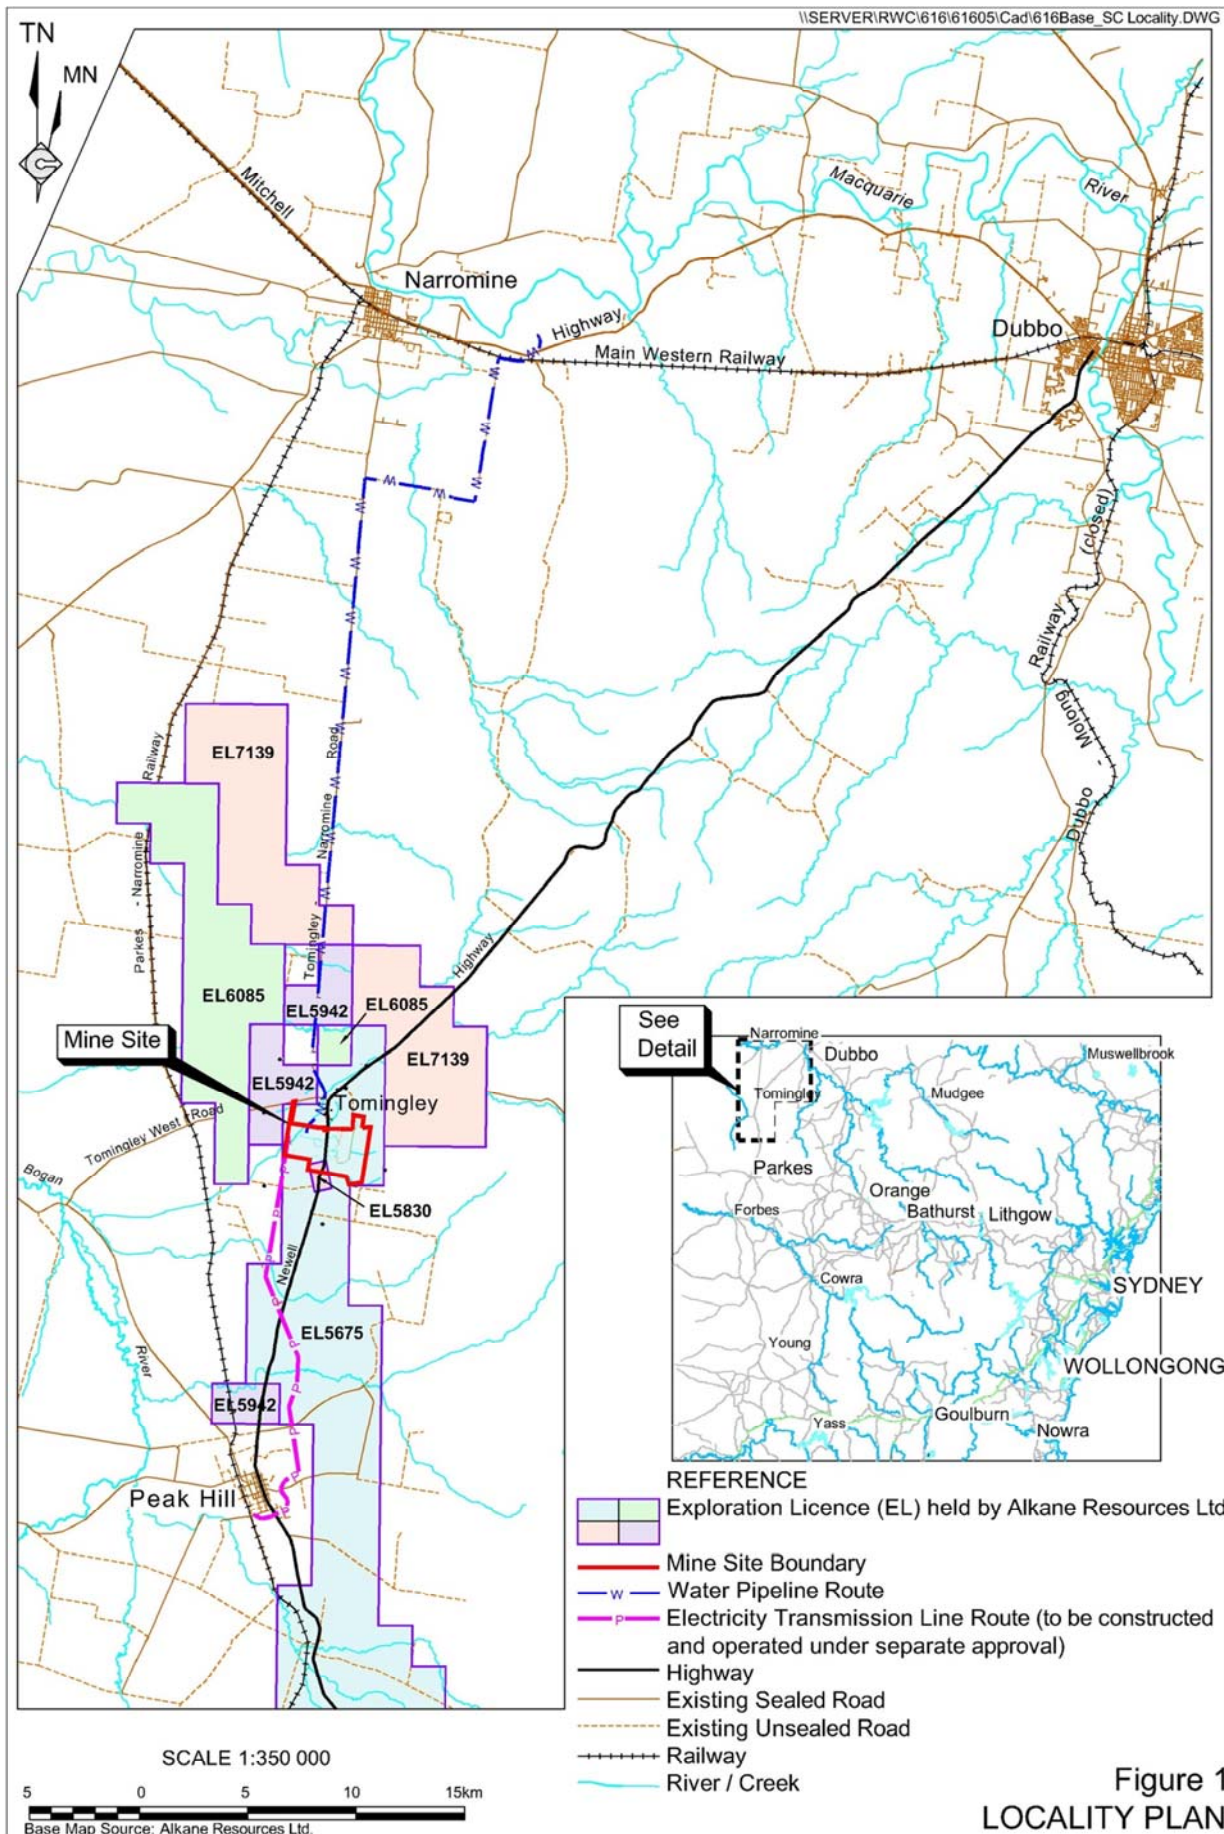 \\SERVER\RWC\616\61605\Cad\616Base_SC Locality.DWG
TN
MN
Mitchell
Macquarie
River
Narromine
Highway
Dubbo
Main Western Railway
W
W
W
W
W
W
W
W
W
W
W
(closed)
Railway
Molong -
Dubbo
EL7139
Railway
Parkes - Narromine
Tomingley - Narromine Road
Highway
EL6085
EL5942
EL6085
EL7139
Mine Site
EL5942
Tomingley
Tomingley West Road
Bogan
River
EL5830
P
P
P
P
P
P
P
P
P
Newell
EL5675
EL5942
Peak Hill
See
Detail
Narromine
Dubbo
Muswellbrook
Tomingley
Mudgee
Parkes
Orange
Forbes
Bathurst
Lithgow
Cowra
SYDNEY
Young
WOLLONGONG
Yass
Goulburn
Nowra
REFERENCE
Exploration Licence (EL) held by Alkane Resources Ltd
Mine Site Boundary
W Water Pipeline Route
P Electricity Transmission Line Route (to be constructed
and operated under separate approval)
Highway
Existing Sealed Road
Existing Unsealed Road
Railway
River / Creek
SCALE 1:350 000
5 0 5 10 15km
Base Map Source: Alkane Resources Ltd.
Figure 1
LOCALITY PLAN